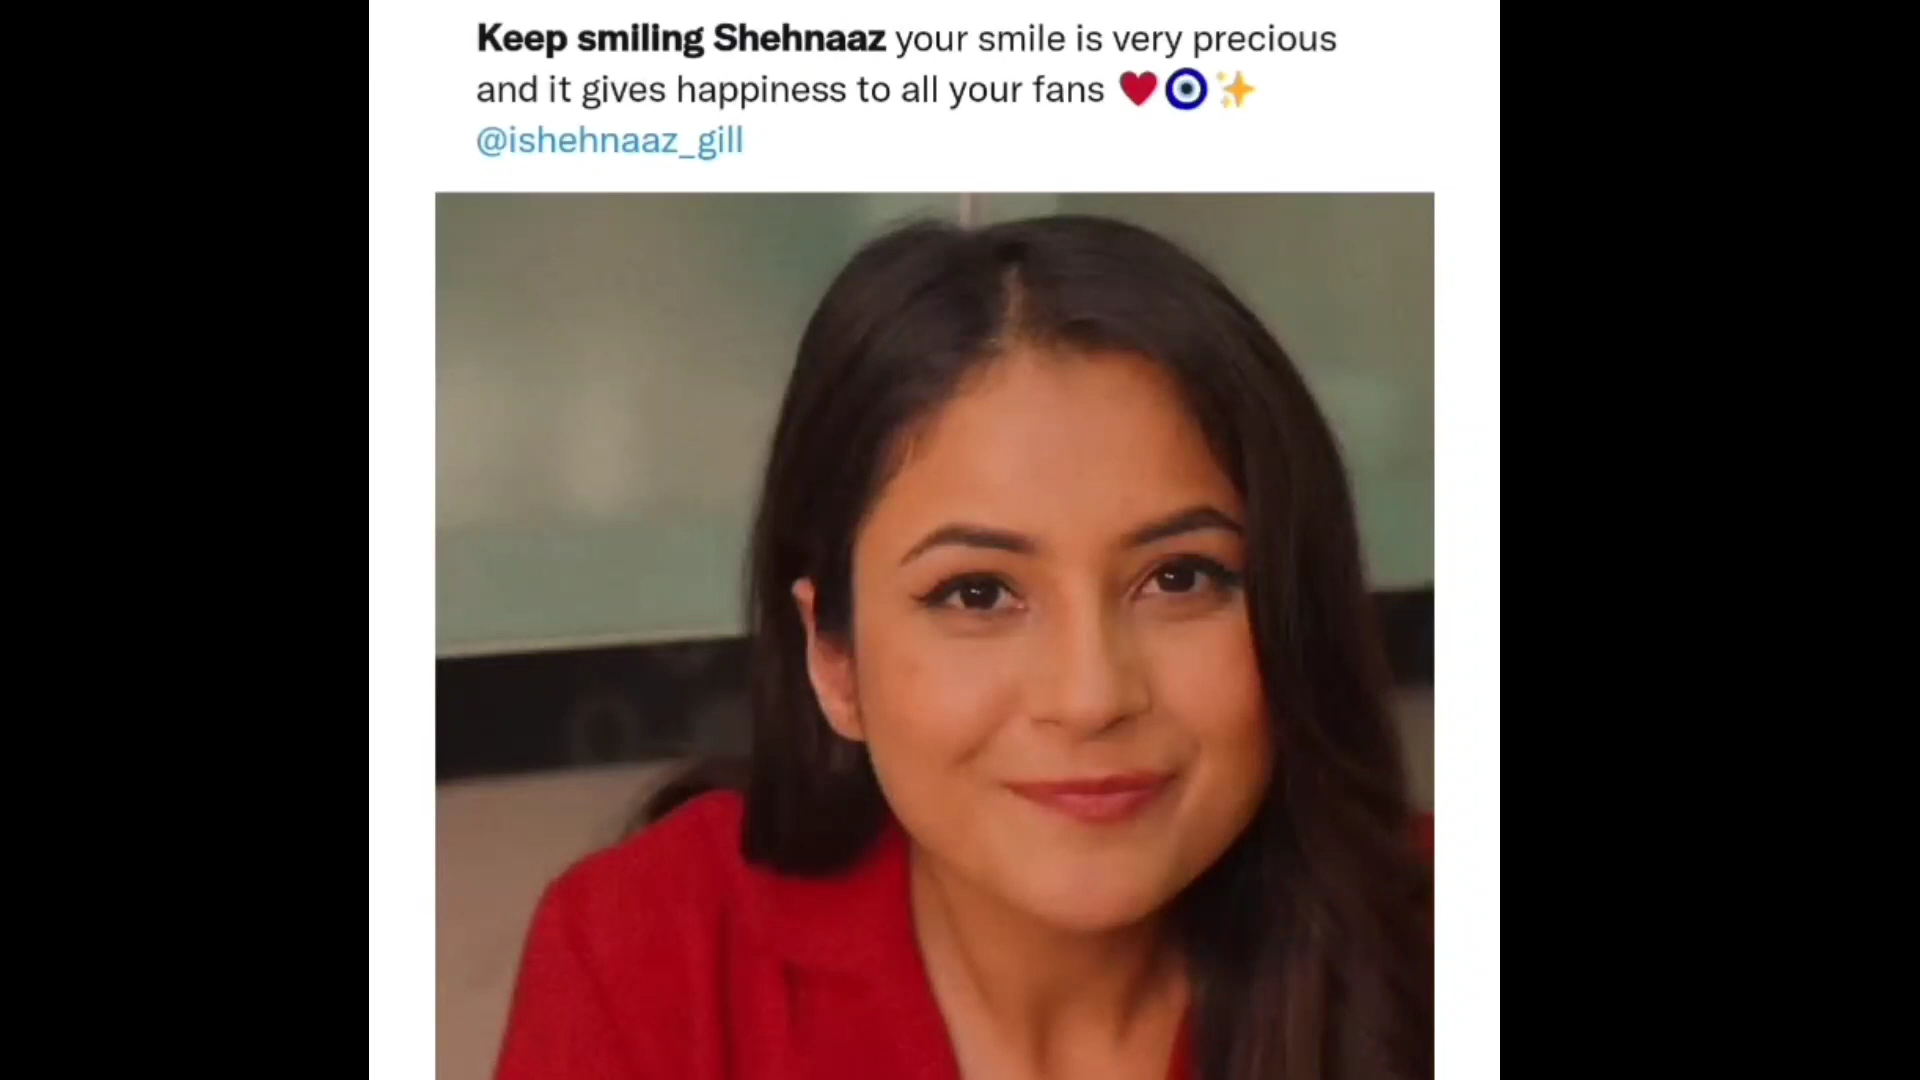 Keep smiling Shehnaaz your smile is very precious
and it gives happiness to all your fans ❤️🧿✨
@ishehnaaz_gill